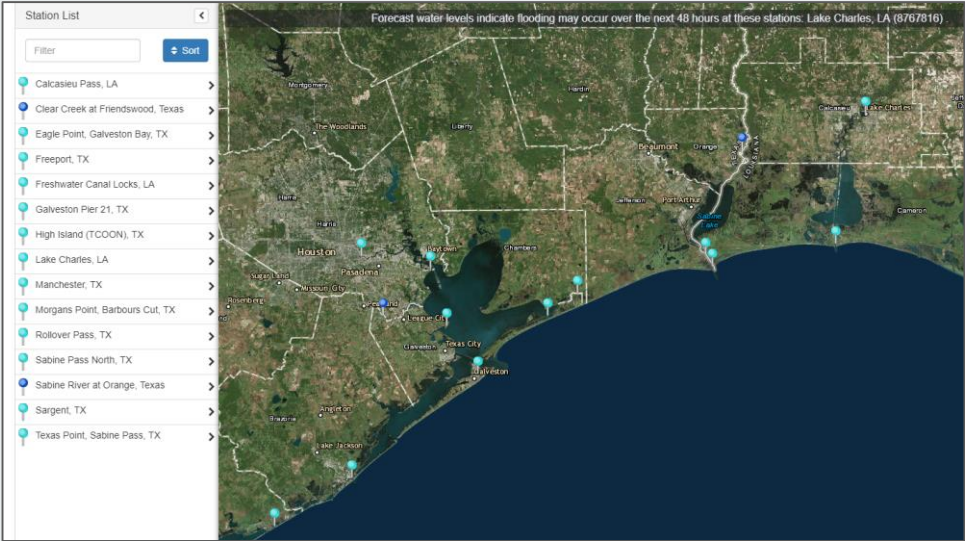 Station List
Forecast water levels indicate flooding may occur over the next 48 hours at these stations: Lake Charles, LA (8767816)
Filter
Sort
Calcasieu Pass, LA
Clear Creek at Friendswood, Texas
Eagle Point, Galveston Bay, TX
Freeport, TX
Freshwater Canal Locks, LA
Galveston Pier 21, TX
High Island (TCOON), TX
Lake Charles, LA
Manchester, TX
Morgans Point, Barbours Cut, TX
Rollover Pass, TX
Sabine Pass North, TX
Sabine River at Orange, Texas
Sargent, TX
Texas Point, Sabine Pass, TX
Montgomery
Hardin
The Woodlands
Liberty
Calcasieu
Lake Charles
Beaumont
Orange
TEXAS
LOUISIANA
Harris
Jefferson
Port Arthur
Sabine
Lake
Cameron
Harris
Houston
Baytown
Chambers
Pasadena
Sugar Land
Missouri City
Rosenberg
Pearland
League City
Galveston
Texas City
Galveston
Angleton
Brazoria
Lake Jackson